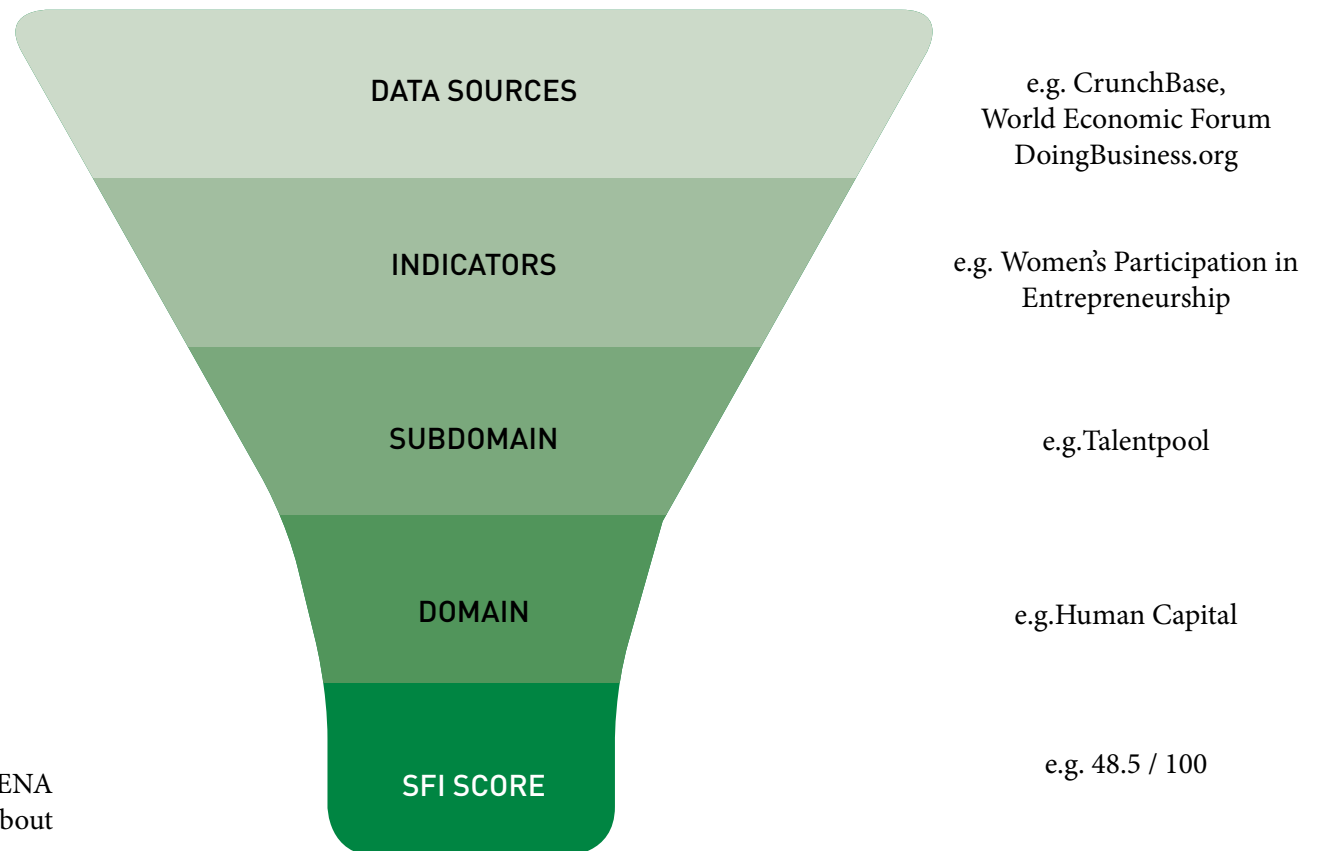 DATA SOURCES
e.g. CrunchBase,
World Economic Forum
DoingBusiness.org
INDICATORS
e.g. Women’s Participation in
Entrepreneurship
SUBDOMAIN
e.g.Talentpool
DOMAIN
e.g.Human Capital
SFI SCORE
e.g. 48.5 / 100
ENA
bout